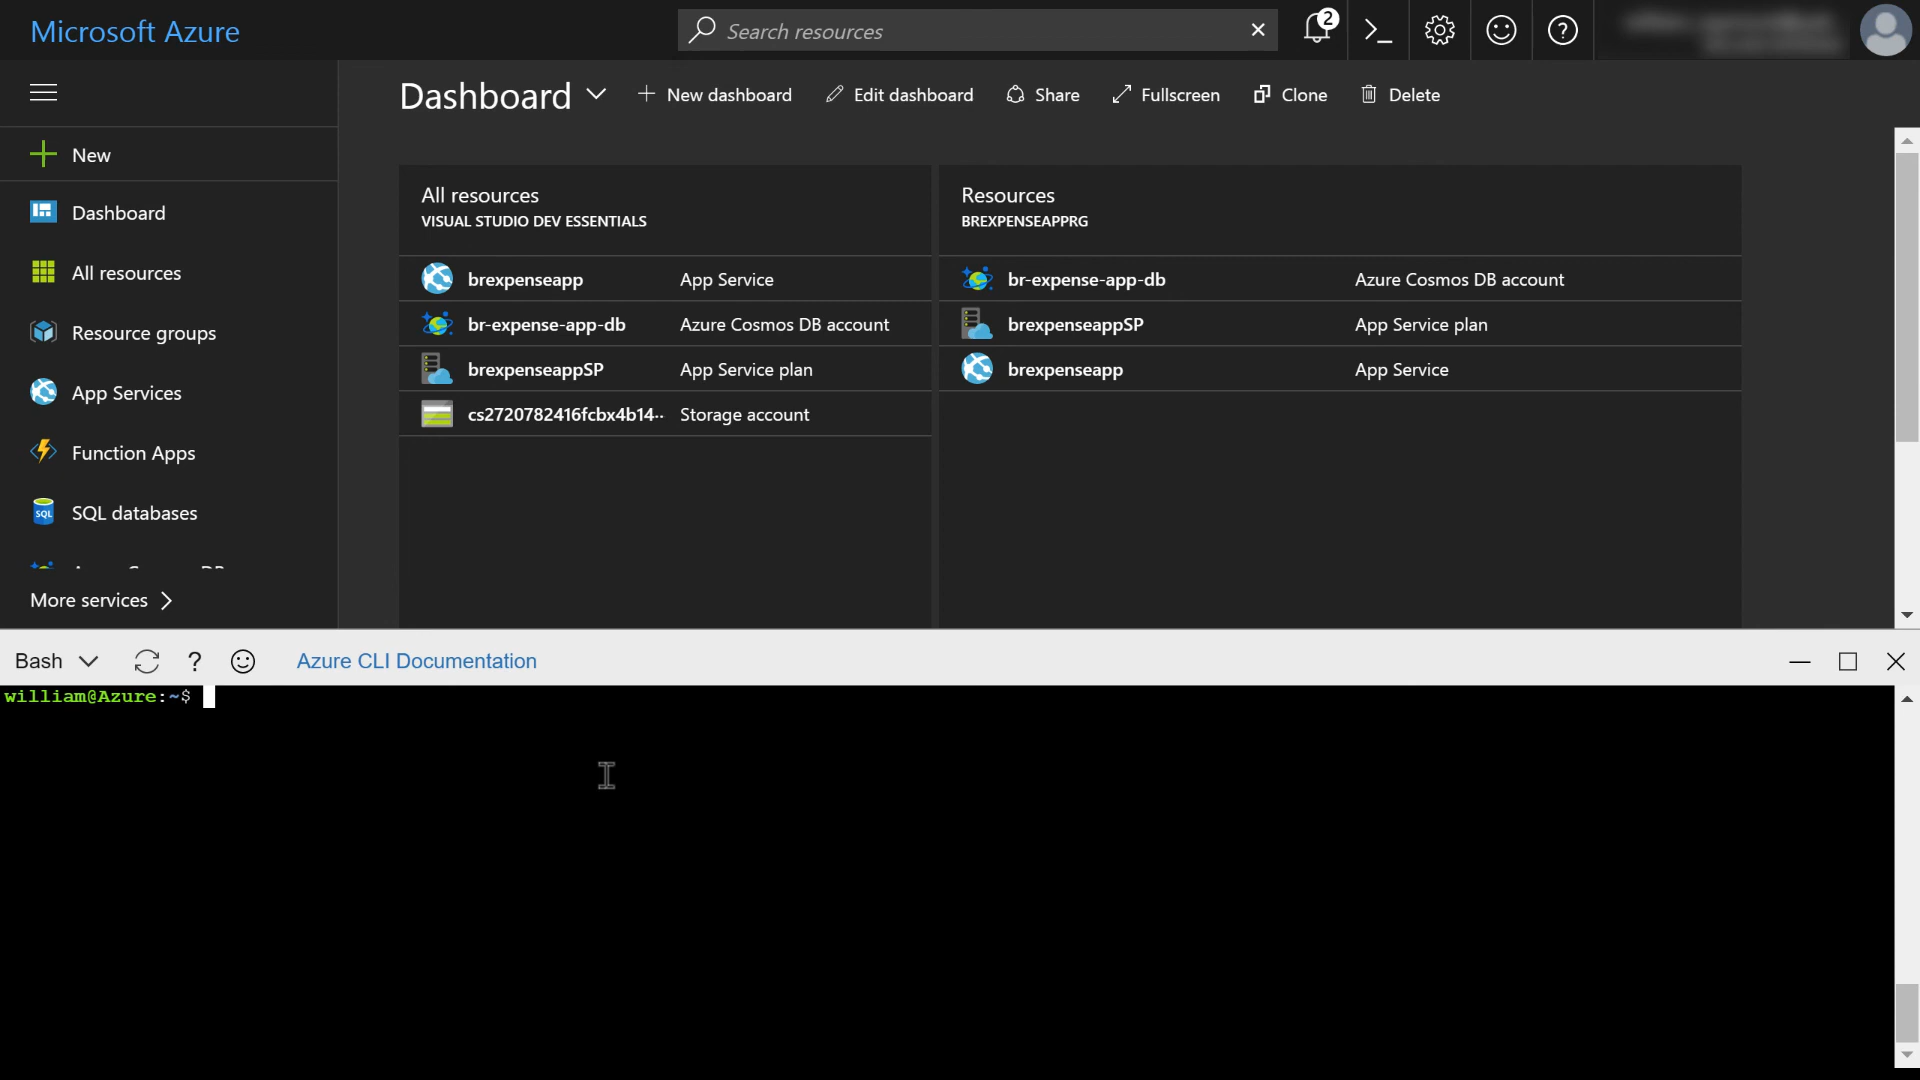 Microsoft Azure
Search resources
2
Dashboard
New dashboard
Edit dashboard
Share
Fullscreen
Clone
Delete
New
Dashboard
All resources
Resource groups
App Services
Function Apps
SQL databases
More services
All resources
VISUAL STUDIO DEV ESSENTIALS
brexpenseapp App Service
br-expense-app-db Azure Cosmos DB account
brexpenseappSP App Service plan
cs2720782416fcbx4b14·· Storage account
Resources
BREXPENSEAPPRG
br-expense-app-db Azure Cosmos DB account
brexpenseappSP App Service plan
brexpenseapp App Service
Bash
?
Azure CLI Documentation
william@Azure:~$